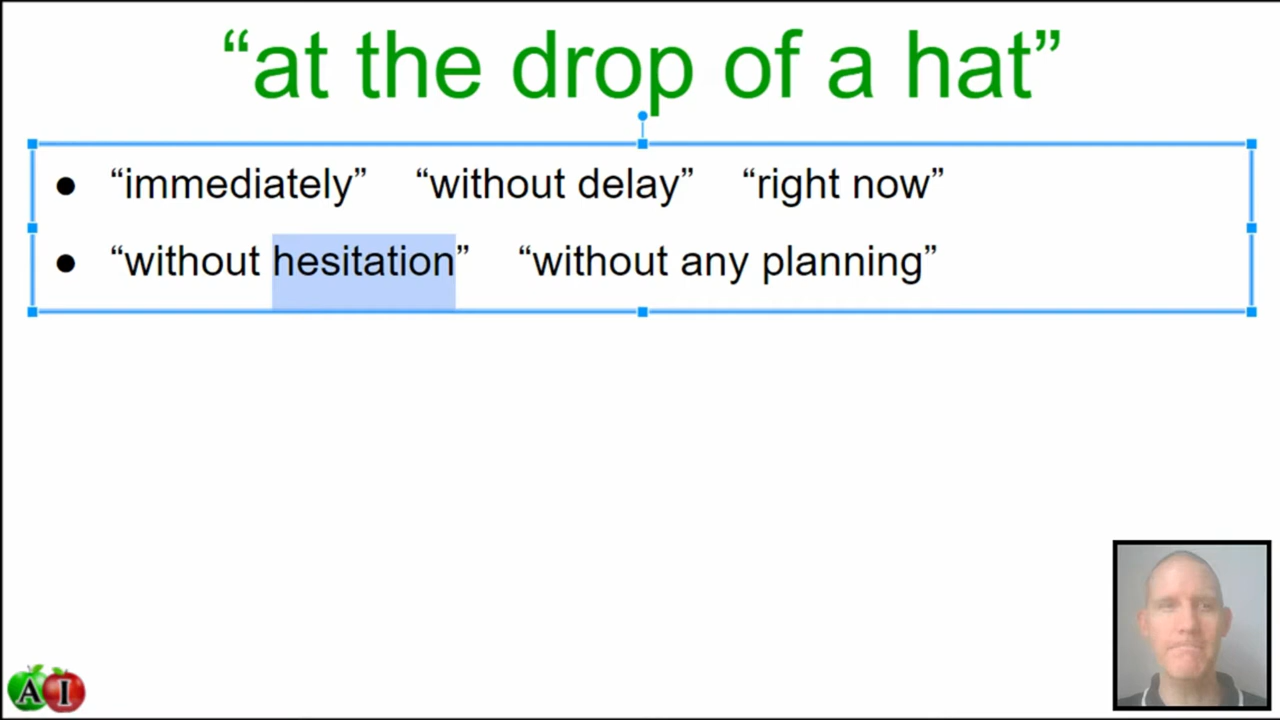 “at the drop of a hat”
● “immediately” “without delay” “right now”
● “without hesitation” “without any planning”
A I